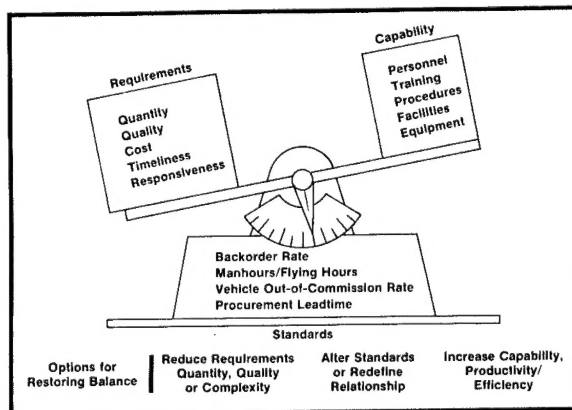 Requirements
Quantity
Quality
Cost
Timeliness
Responsiveness
Capability
Personnel
Training
Procedures
Facilities
Equipment
Backorder Rate
Manhours/Flying Hours
Vehicle Out-of-Commission Rate
Procurement Leadtime
Standards
Options for
Restoring Balance
Reduce Requirements
Quantity, Quality
or Complexity
Alter Standards
or Redefine
Relationship
Increase Capability,
Productivity/
Efficiency